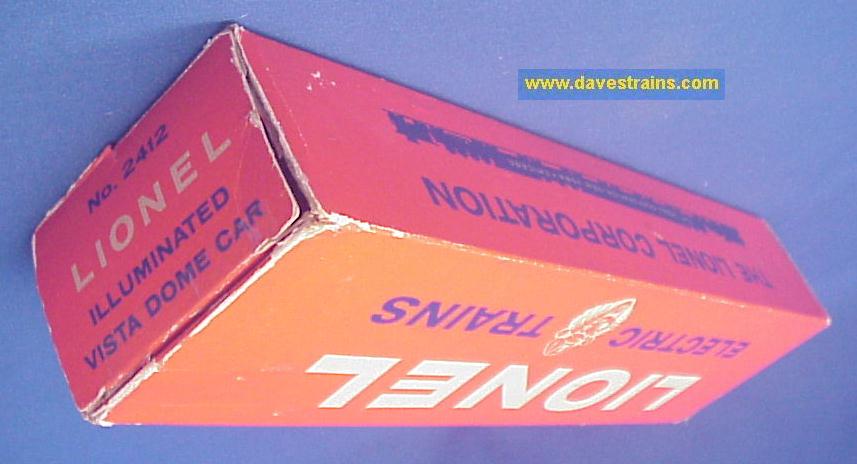 www.davestrains.com
No. 2412
LIONEL
ILLUMINATED
VISTA DOME CAR
THE LIONEL CORPORATION
ELECTRIC TRAINS
LIONEL